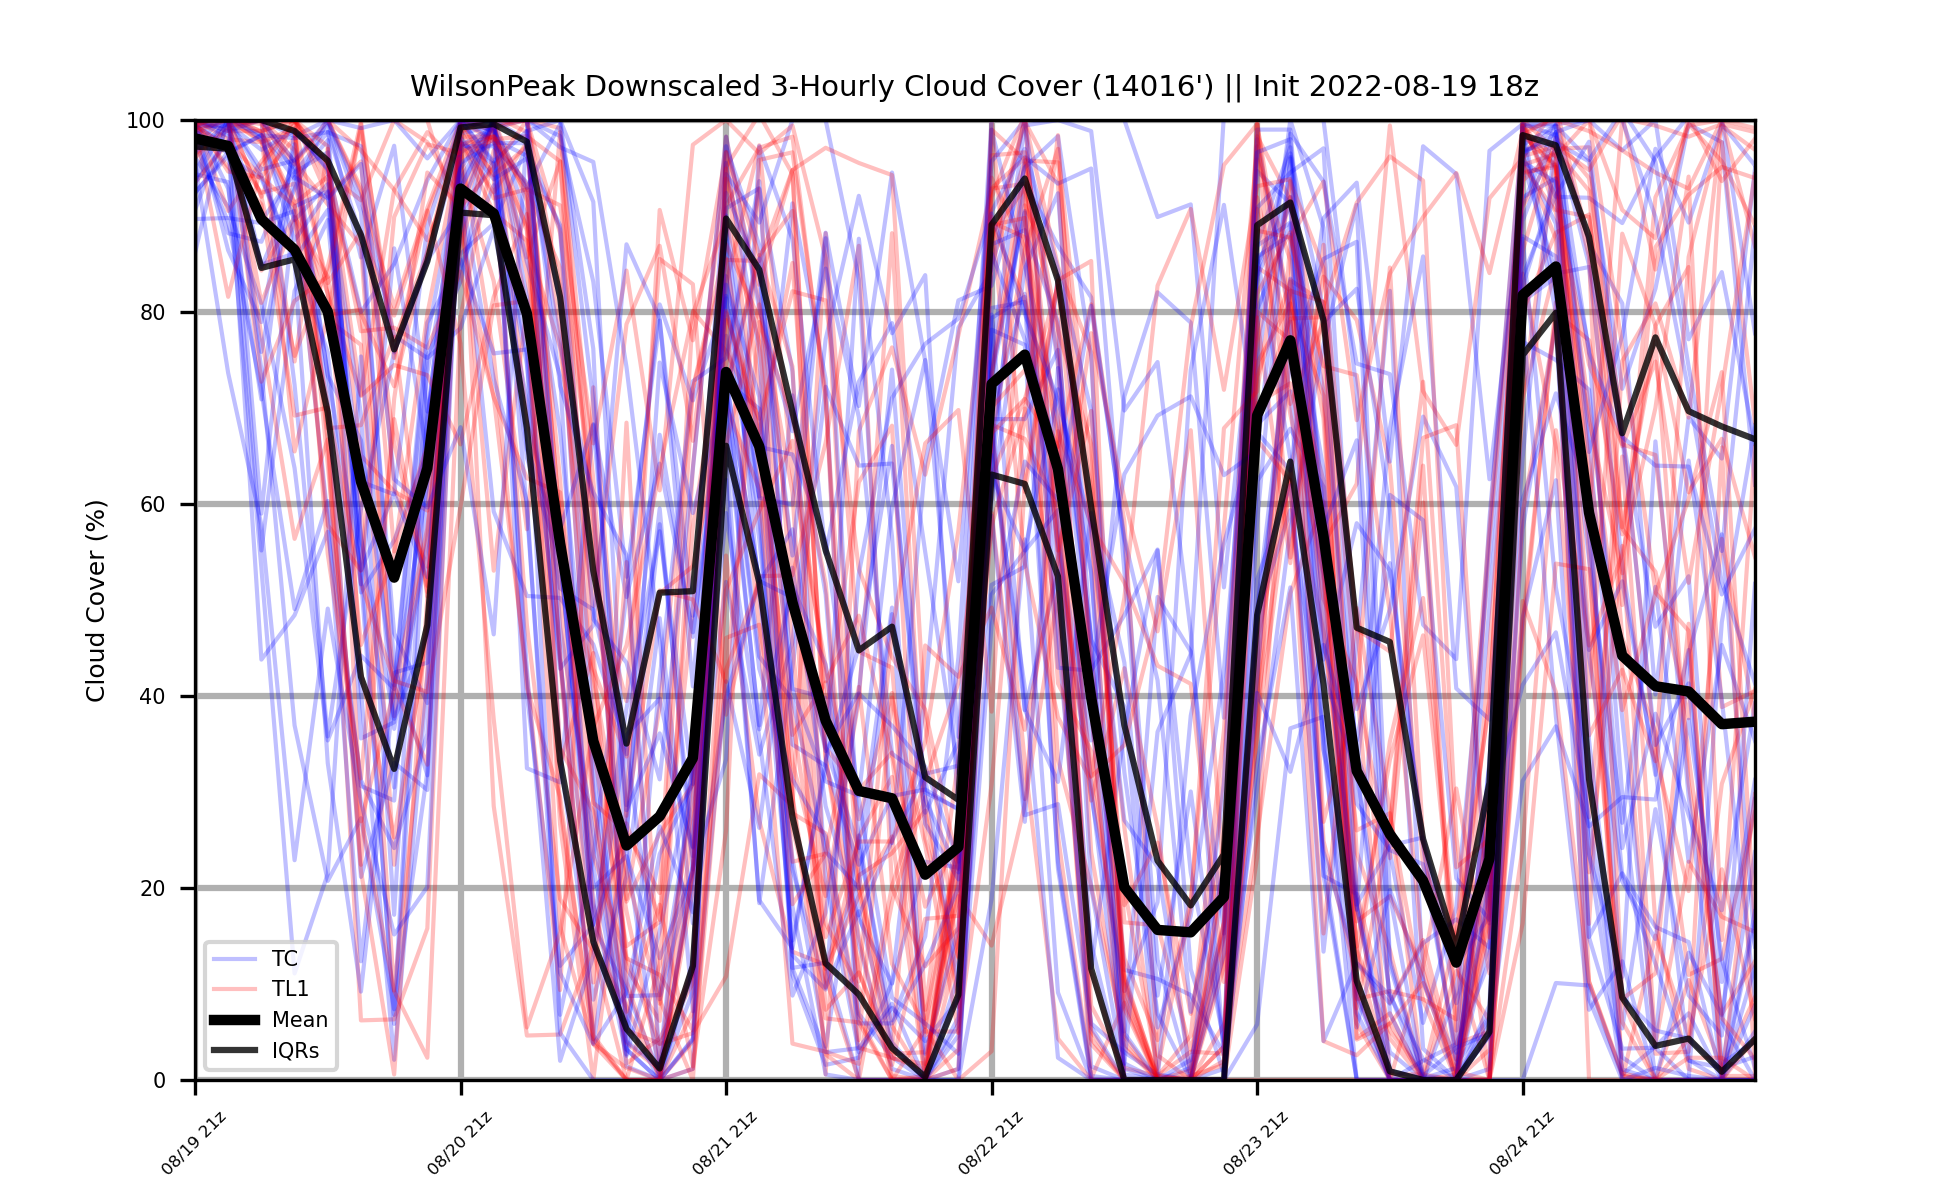 WilsonPeak Downscaled 3-Hourly Cloud Cover (14016') || Init 2022-08-19 18z
100
80
60
40
20
0
Cloud Cover (%)
TC
TL1
Mean
IQRs
08/19 21z
08/20 21z
08/21 21z
08/22 21z
08/23 21z
08/24 21z